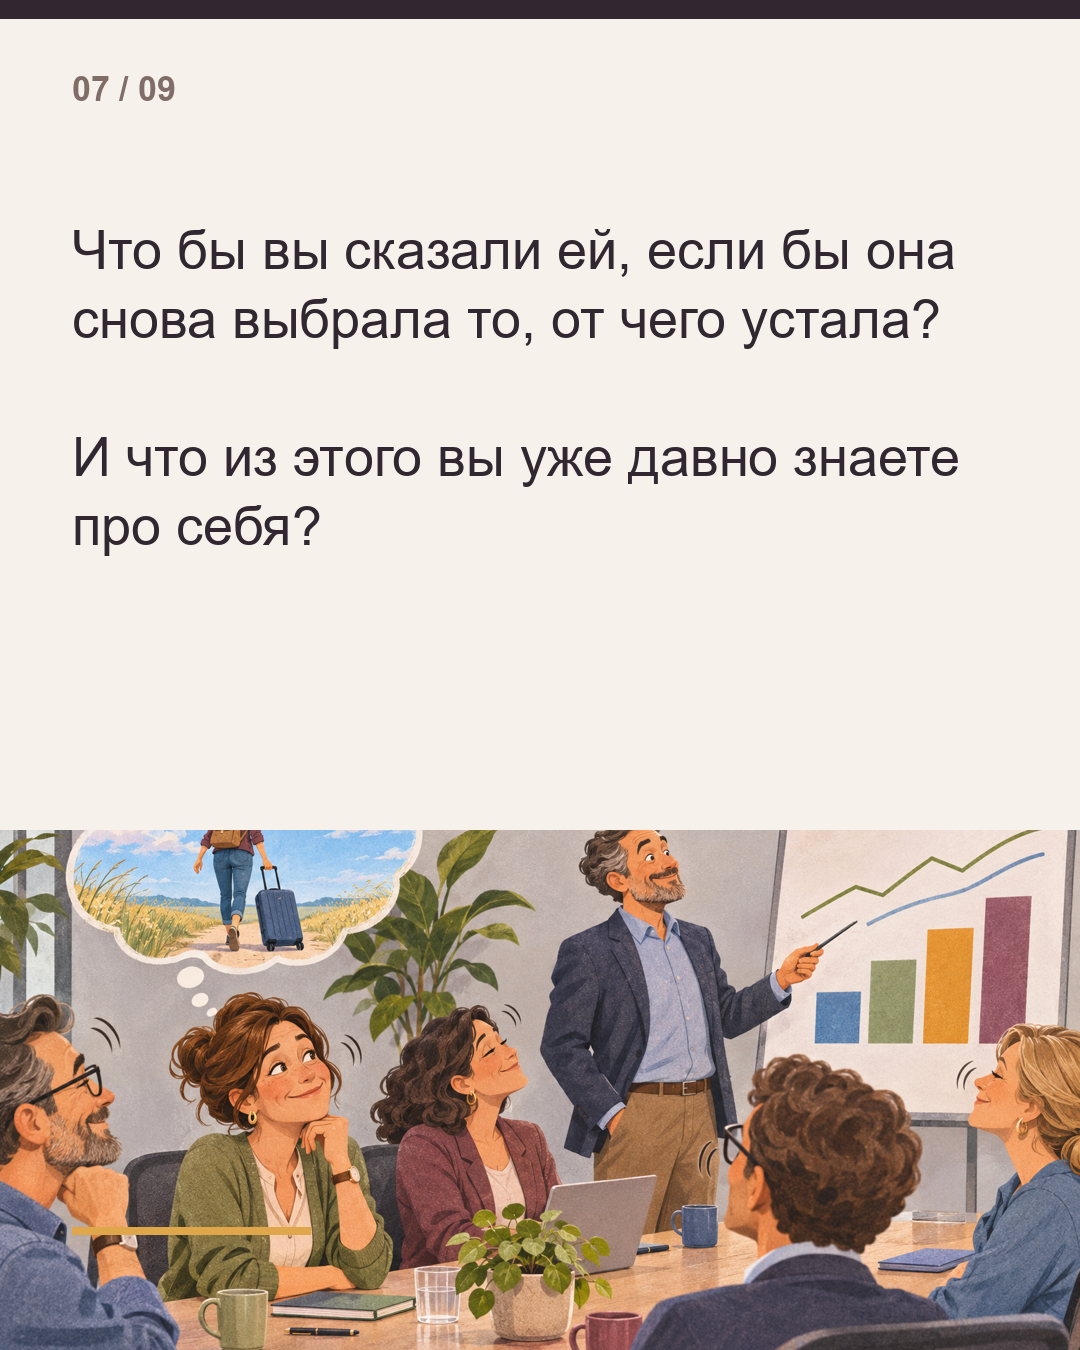 07 / 09
Что бы вы сказали ей, если бы она
снова выбрала то, от чего устала?
И что из этого вы уже давно знаете
про себя?